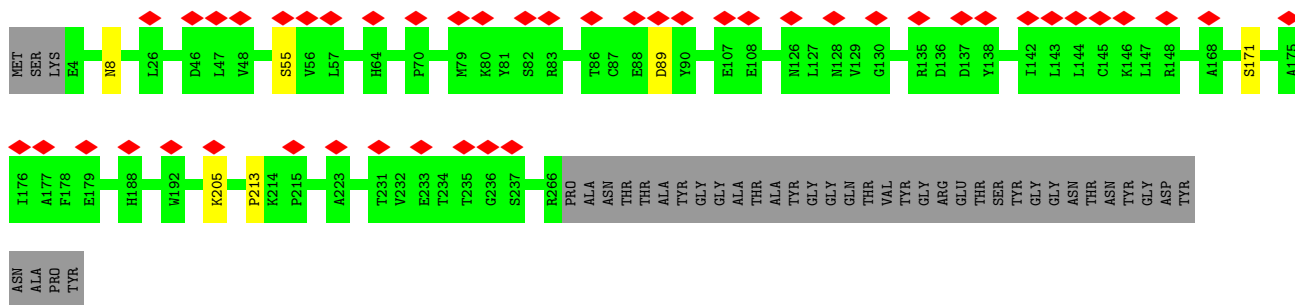 MET SER LYS E4 N8 L26 D46 L47 V48 S55 V56 L57 H64 P70 M79 K80 Y81 S82 R83 T86 C87 E88 D89 Y90 E107 E108 N126 L127 N128 V129 G130 R135 D136 D137 Y138 I142 L143 L144 C145 K146 L147 R148 A168 S171 A175
I176 A177 F178 E179 H188 W192 K205 P213 K214 P215 A223 T231 V232 E233 T234 T235 G236 S237 R266 PRO ALA ASN THR THR ALA TYR GLY GLY ALA THR ALA TYR GLY GLY GLN THR VAL TYR GLY ARG GLU THR SER TYR GLY GLY ASN THR ASN TYR GLY ASP TYR
ASN ALA PRO TYR